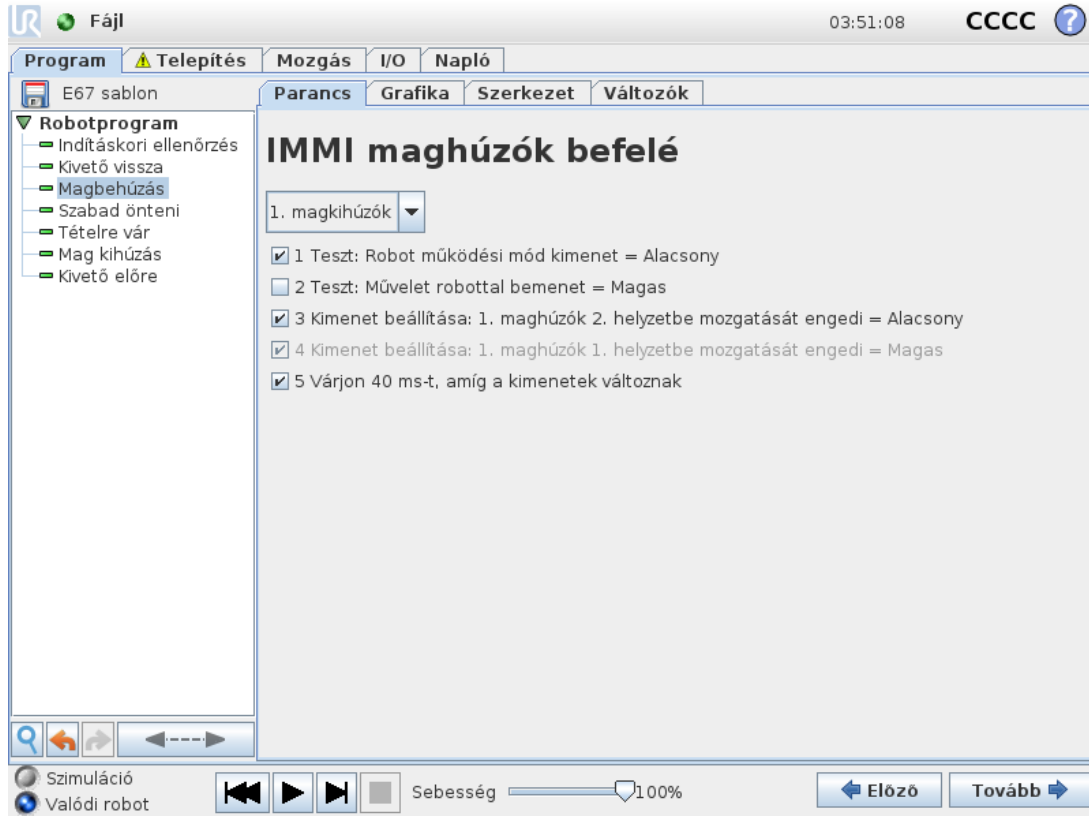 UR Fájl 03:51:08 CCCC ?
Program Telepítés Mozgás I/O Napló
E67 sablon
Parancs Grafika Szerkezet Változók
Robotprogram
Indításkori ellenőrzés
Kivető vissza
Magbehúzás
Szabad önteni
Tételre vár
Mag kihúzás
Kivető előre
IMMI maghúzók befelé
1. magkihúzók
1 Teszt: Robot működési mód kimenet = Alacsony
2 Teszt: Művelet robottal bemenet = Magas
3 Kimenet beállítása: 1. maghúzók 2. helyzetbe mozgatását engedi = Alacsony
4 Kimenet beállítása: 1. maghúzók 1. helyzetbe mozgatását engedi = Magas
5 Várjon 40 ms-t, amíg a kimenetek változnak
Szimuláció
Valódi robot
Sebesség 100%
Előző
Tovább